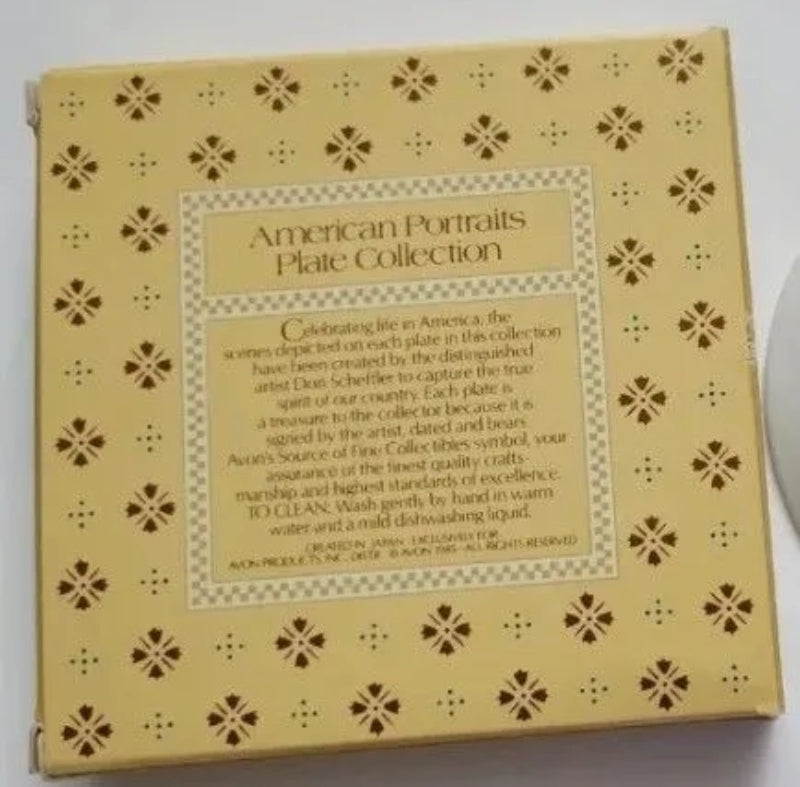 American Portraits
Plate Collection
Celebrating life in America, the
scenes depicted on each plate in this collection
have been created by the distinguished
artist Don Scheffler to capture the true
spirit of our country. Each plate is
a treasure to the collector because it is
signed by the artist, dated and bears
Avon's Source of Fine Collectibles symbol, your
assurance of the finest quality crafts-
manship and highest standards of excellence.
TO CLEAN: Wash gently by hand in warm
water and a mild dishwashing liquid.
CREATED IN JAPAN EXCLUSIVELY FOR
AVON PRODUCTS, INC., DISTR. © AVON 1985 ALL RIGHTS RESERVED